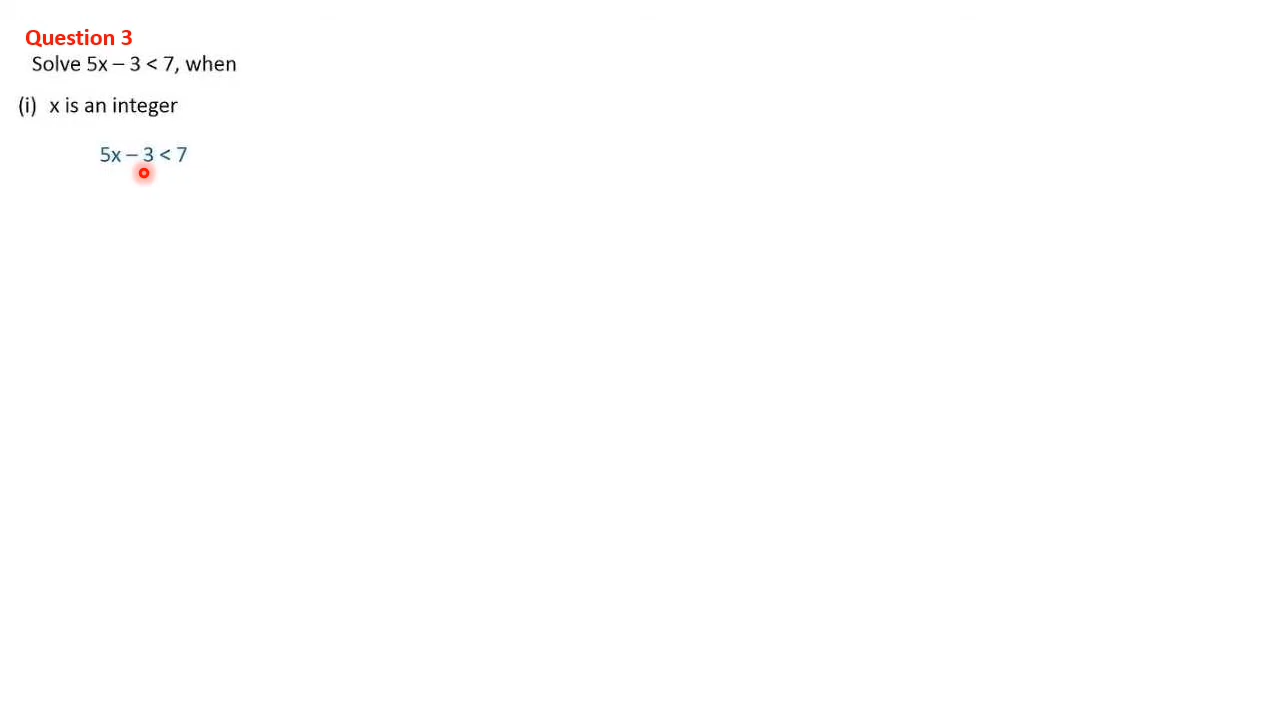 Question 3
Solve 5x – 3 < 7, when
(i) x is an integer
5x – 3 < 7